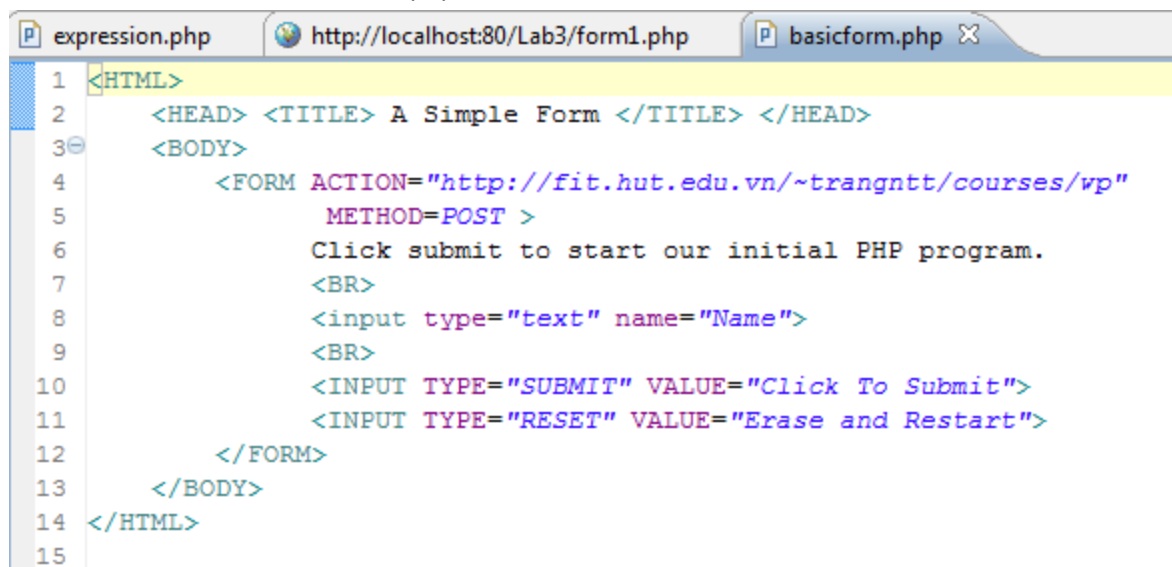 expression.php http://localhost:80/Lab3/form1.php basicform.php
1 <HTML>
2 <HEAD> <TITLE> A Simple Form </TITLE> </HEAD>
3 <BODY>
4 <FORM ACTION="http://fit.hut.edu.vn/~trangntt/courses/wp"
5 METHOD=POST >
6 Click submit to start our initial PHP program.
7 <BR>
8 <input type="text" name="Name">
9 <BR>
10 <INPUT TYPE="SUBMIT" VALUE="Click To Submit">
11 <INPUT TYPE="RESET" VALUE="Erase and Restart">
12 </FORM>
13 </BODY>
14 </HTML>
15